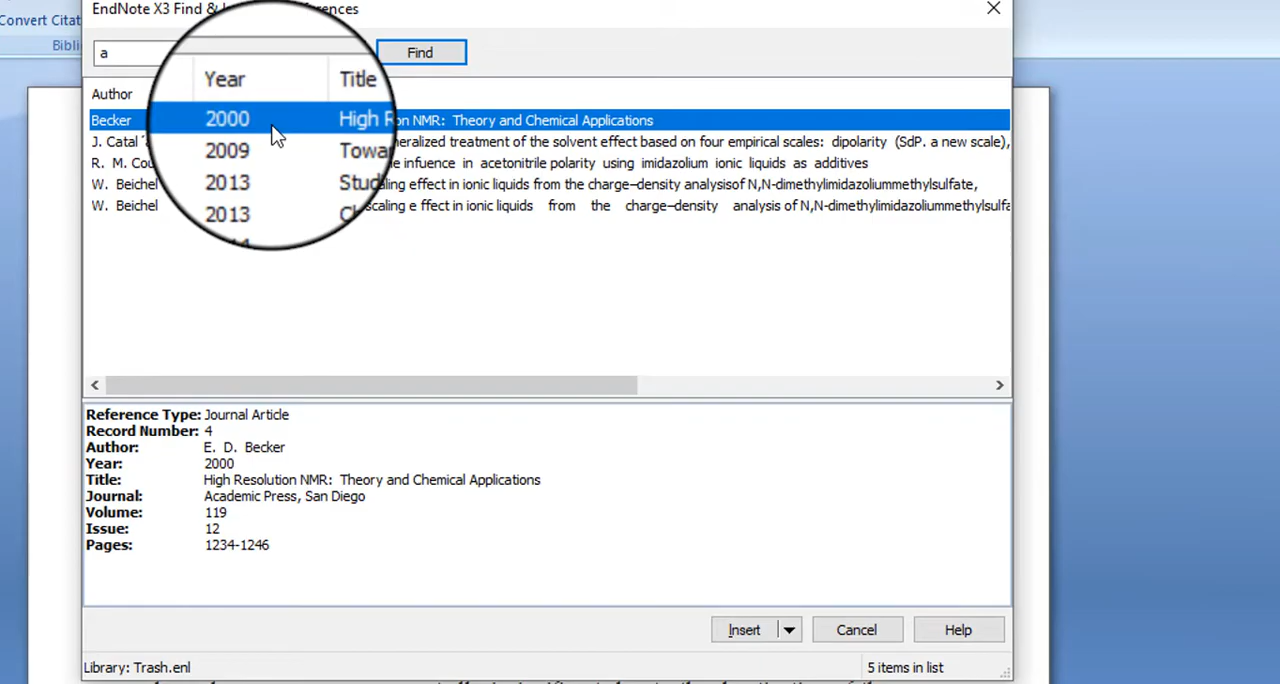 Convert Citat
EndNote X3 Find & I
rences
Bibli
a
Find
Author
Year
Title
Becker
2000
High R
on NMR: Theory and Chemical Applications
J. Catal´
2009
Towar
neralized treatment of the solvent effect based on four empirical scales: dipolarity (SdP. a new scale),
R. M. Cou
2013
Stud
e infuence in acetonitrile polarity using imidazolium ionic liquids as additives
W. Beichel
2013
caling effect in ionic liquids from the charge–density analysisof N,N-dimethylimidazoliummethylsulfate,
W. Beichel
scaling e ffect in ionic liquids from the charge–density analysis of N,N-dimethylimidazoliummethylsulfa
Reference Type: Journal Article
Record Number: 4
Author: E. D. Becker
Year: 2000
Title: High Resolution NMR: Theory and Chemical Applications
Journal: Academic Press, San Diego
Volume: 119
Issue: 12
Pages: 1234-1246
Insert
Cancel
Help
Library: Trash.enl
5 items in list